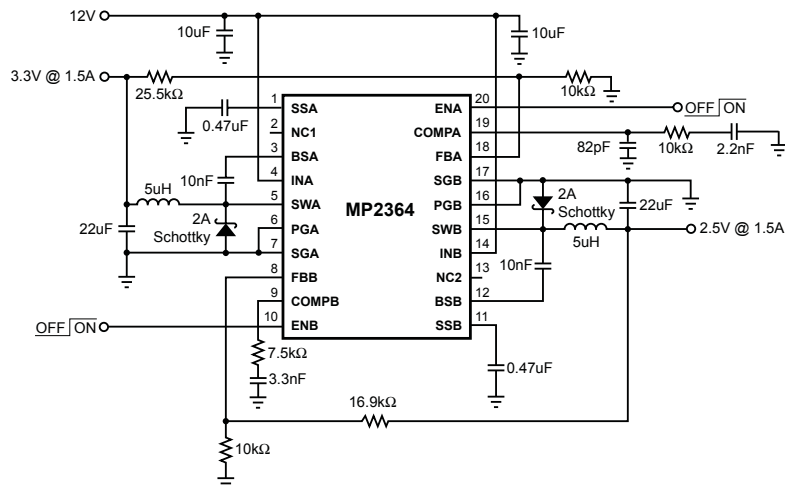 12V
10uF
10uF
3.3V @ 1.5A
25.5kΩ
10kΩ
0.47uF
1 SSA
2 NC1
3 BSA
4 INA
5 SWA
6 PGA
7 SGA
8 FBB
9 COMPB
10 ENB
MP2364
ENA 20
COMPA 19
FBA 18
SGB 17
PGB 16
SWB 15
INB 14
NC2 13
BSB 12
SSB 11
OFF ON
82pF
10kΩ
2.2nF
10nF
5uH
22uF
2A
Schottky
2A
Schottky
22uF
5uH
2.5V @ 1.5A
10nF
OFF ON
7.5kΩ
3.3nF
0.47uF
16.9kΩ
10kΩ